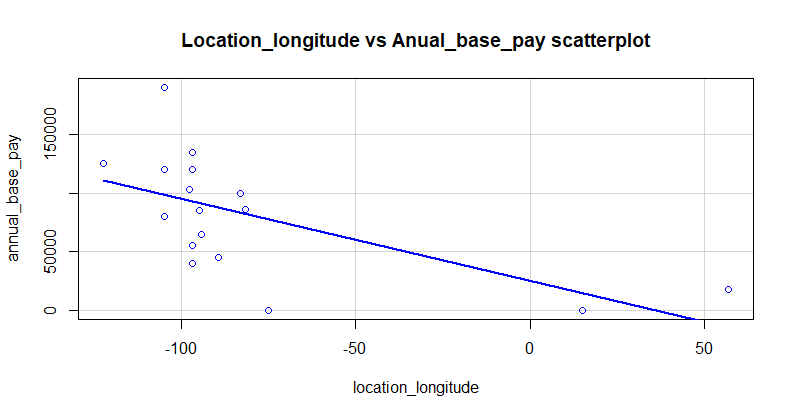 Location_longitude vs Anual_base_pay scatterplot
annual_base_pay
150000
50000
0
-100
-50
0
50
location_longitude